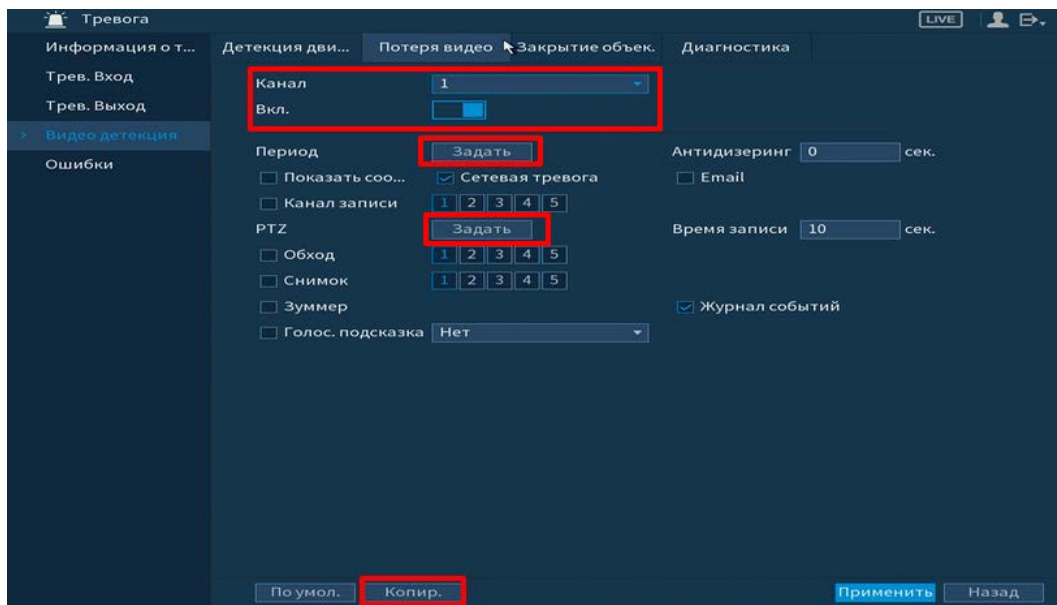 Тревога LIVE
Информация о т... Детекция дви... Потеря видео Закрытие объек. Диагностика
Трев. Вход
Канал 1
Трев. Выход
Вкл.
Видео детекция
Ошибки
Период Задать Антидизеринг 0 сек.
Показать соо... Сетевая тревога Email
Канал записи 1 2 3 4 5
PTZ Задать Время записи 10 сек.
Обход 1 2 3 4 5
Снимок 1 2 3 4 5
Зуммер Журнал событий
Голос. подсказка Нет
По умол. Копир. Применить Назад